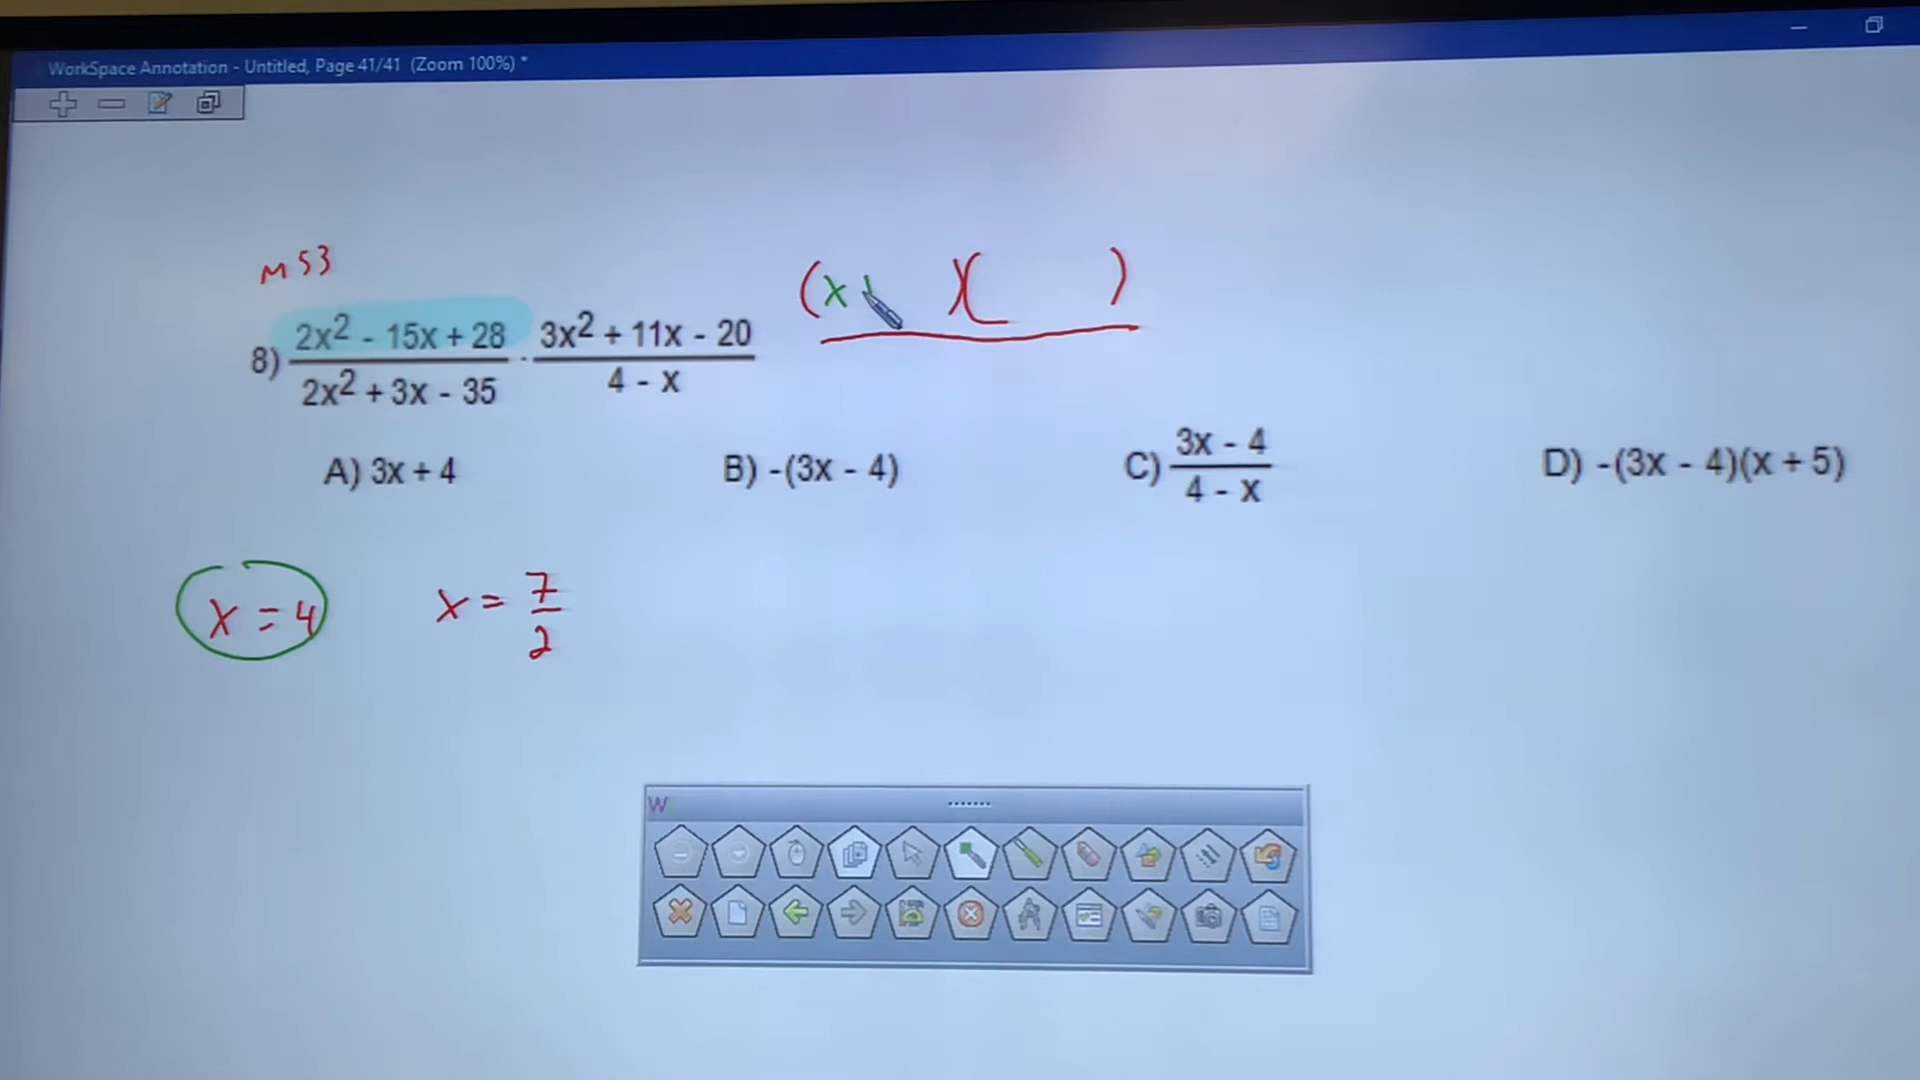 WorkSpace Annotation - Untitled, Page 41/41 (Zoom 100%) *
M53
(x )( )
8) 2x² - 15x + 28 / 2x² + 3x - 35 · 3x² + 11x - 20 / 4 - x
A) 3x + 4
B) -(3x - 4)
C) 3x - 4 / 4 - x
D) -(3x - 4)(x + 5)
x = 4
x = 7/2
W